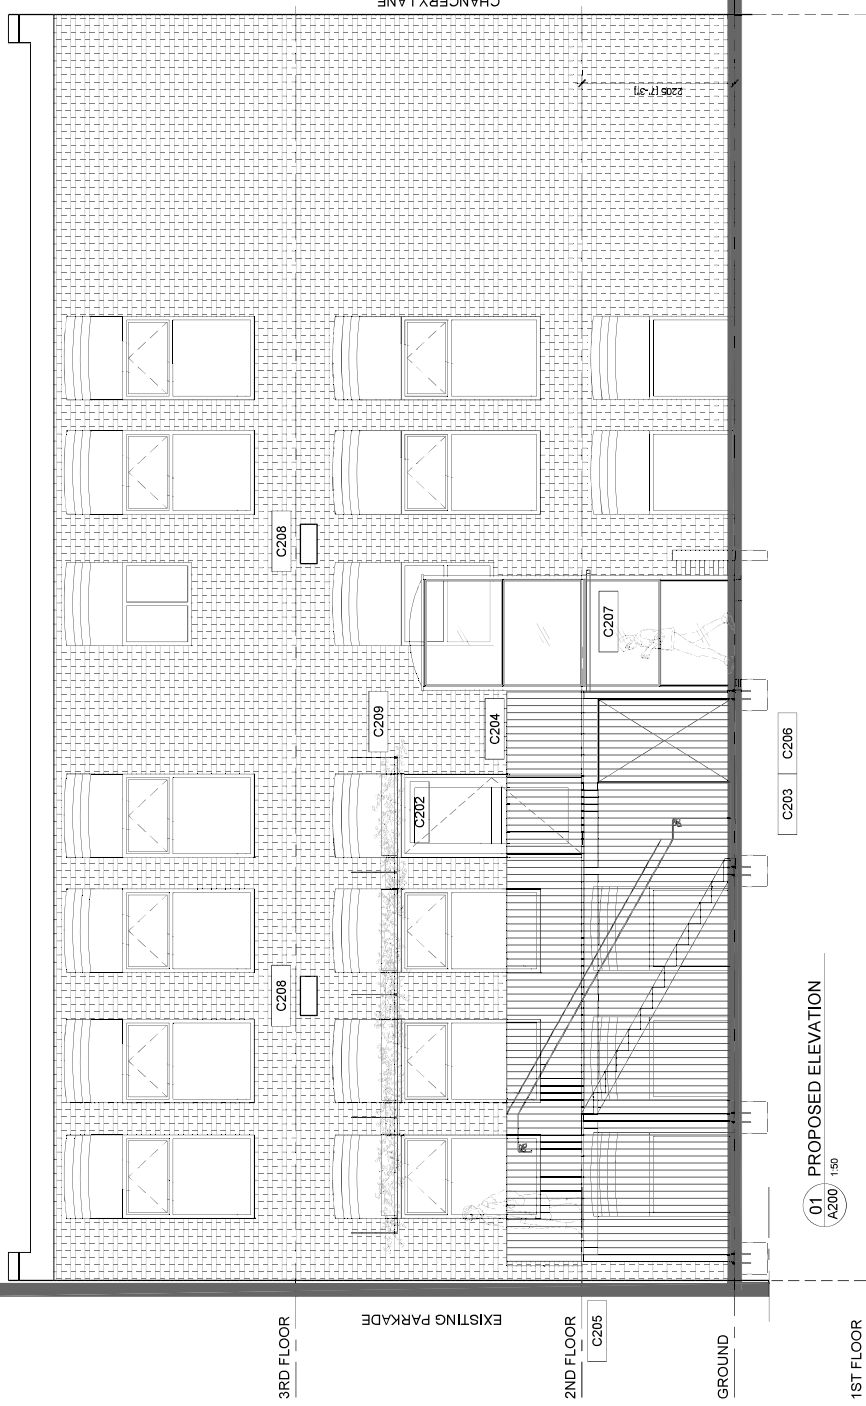 CHANCERY LANE
2205 [7'-3"]
C208
C207
C209
C204
C206
C202
C203
C208
01 PROPOSED ELEVATION
A200 1:50
EXISTING PARKADE
3RD FLOOR
2ND FLOOR
C205
GROUND
1ST FLOOR